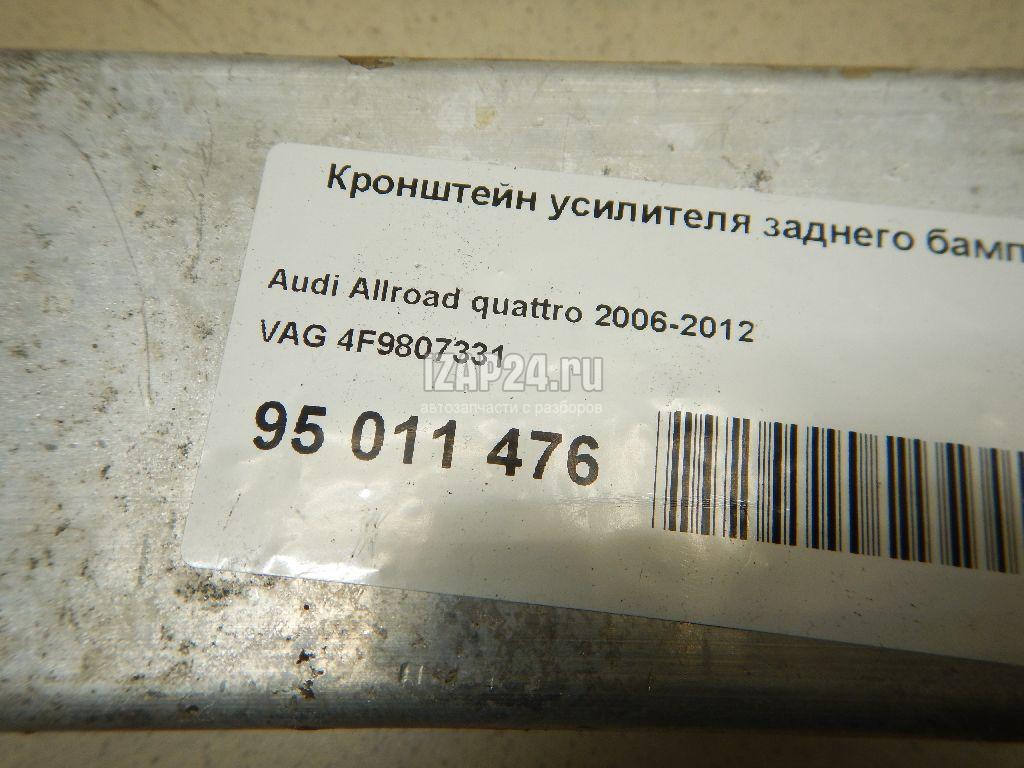 Кронштейн усилителя заднего бамп
Audi Allroad quattro 2006-2012
VAG 4F9807331
IZAP24.ru
автозапчасти с разборов
95 011 476